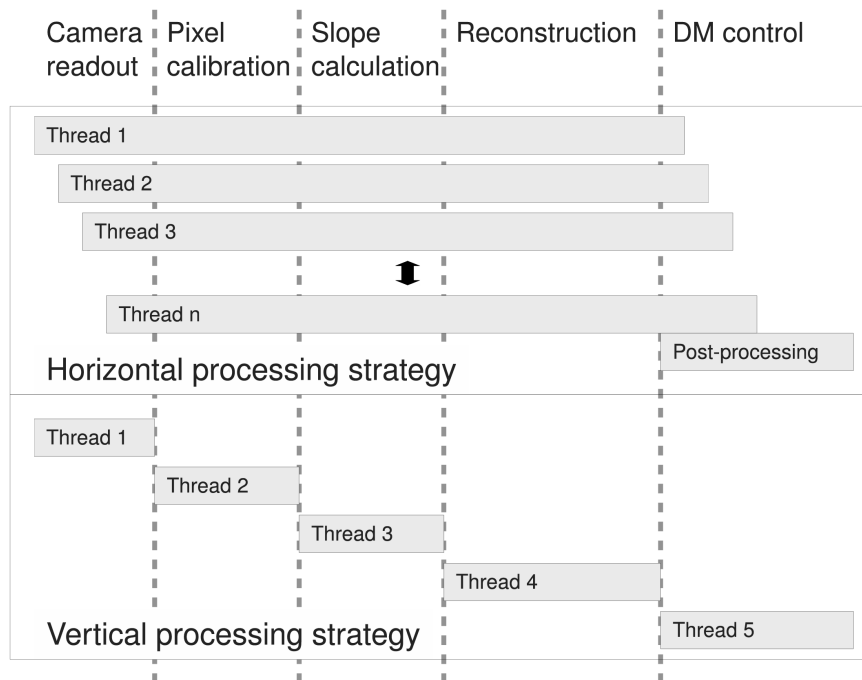 Camera readout
Pixel calibration
Slope calculation
Reconstruction
DM control
Thread 1
Thread 2
Thread 3
Thread n
Post-processing
Horizontal processing strategy
Thread 1
Thread 2
Thread 3
Thread 4
Thread 5
Vertical processing strategy